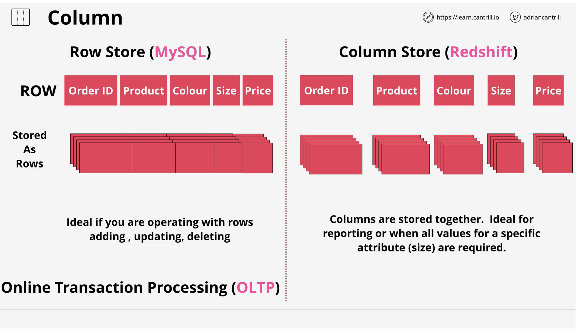 Column
https://learn.cantrill.io
adriancantrill
Row Store (MySQL)
Column Store (Redshift)
ROW
Order ID
Product
Colour
Size
Price
Order ID
Product
Colour
Size
Price
Stored
As
Rows
Ideal if you are operating with rows
adding , updating, deleting
Columns are stored together. Ideal for
reporting or when all values for a specific
attribute (size) are required.
Online Transaction Processing (OLTP)